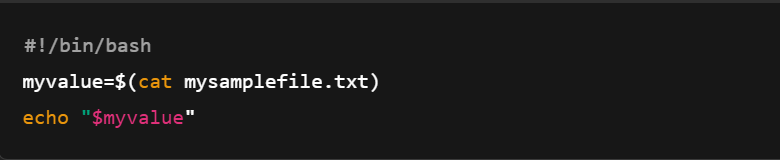 #!/bin/bash
myvalue=$(cat mysamplefile.txt)
echo "$myvalue"